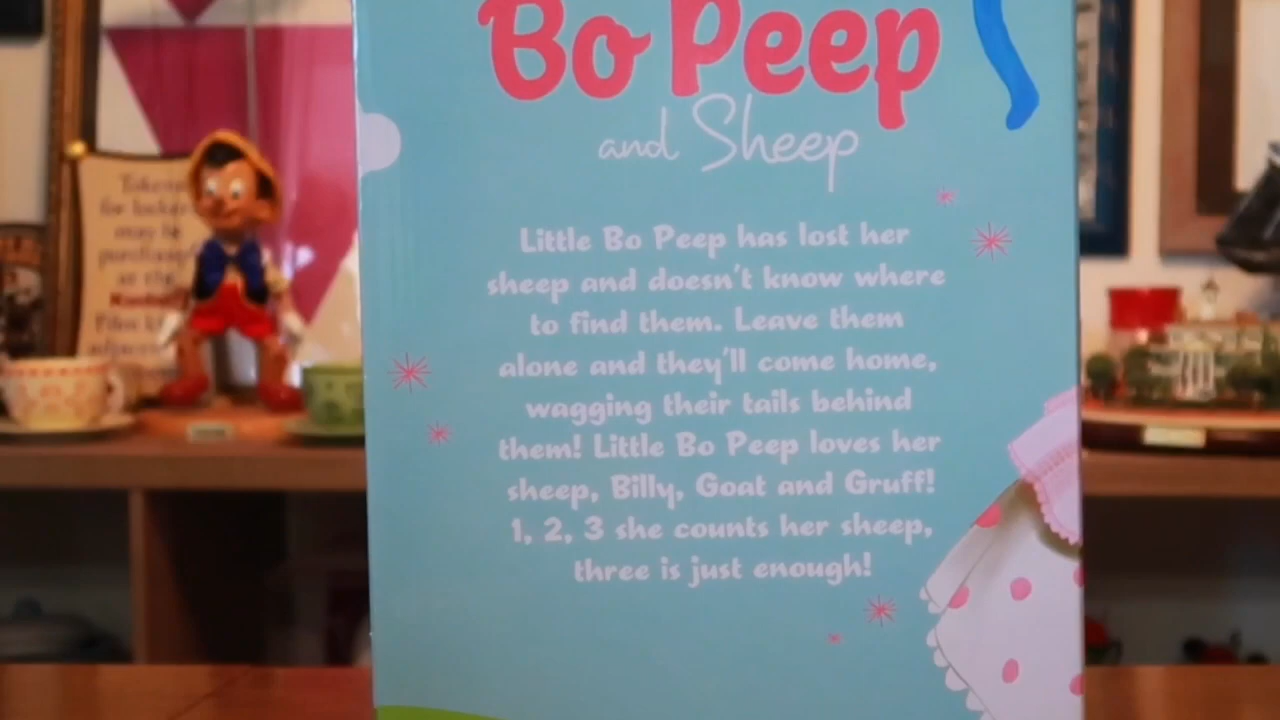 Bo Peep
and Sheep
Little Bo Peep has lost her
sheep and doesn't know where
to find them. Leave them
alone and they'll come home,
wagging their tails behind
them! Little Bo Peep loves her
sheep, Billy, Goat and Gruff!
1, 2, 3 she counts her sheep,
three is just enough!